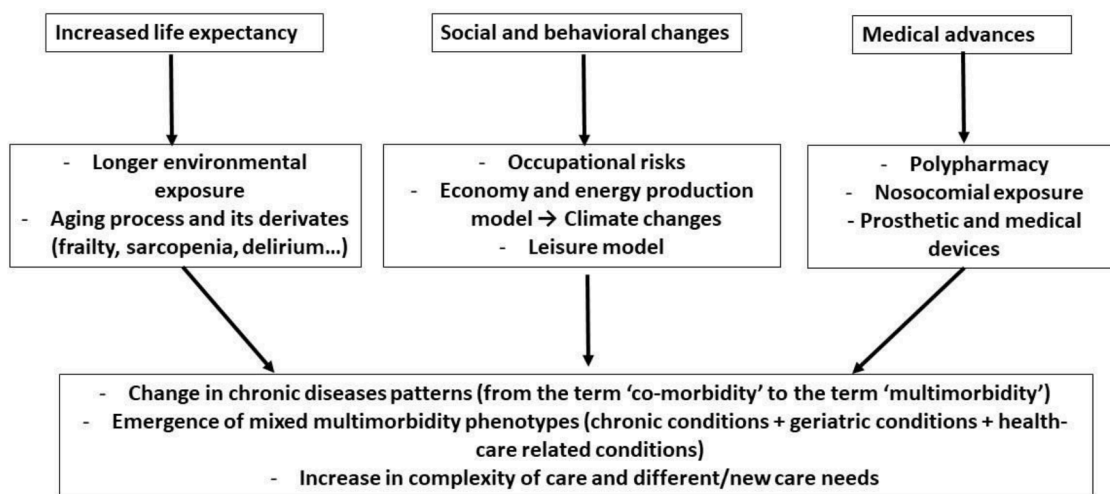 Increased life expectancy
Social and behavioral changes
Medical advances
- Longer environmental
exposure
- Aging process and its derivates
(frailty, sarcopenia, delirium...)
- Occupational risks
- Economy and energy production
model → Climate changes
- Leisure model
- Polypharmacy
- Nosocomial exposure
- Prosthetic and medical
devices
- Change in chronic diseases patterns (from the term ‘co-morbidity’ to the term ‘multimorbidity’)
- Emergence of mixed multimorbidity phenotypes (chronic conditions + geriatric conditions + health-
care related conditions)
- Increase in complexity of care and different/new care needs